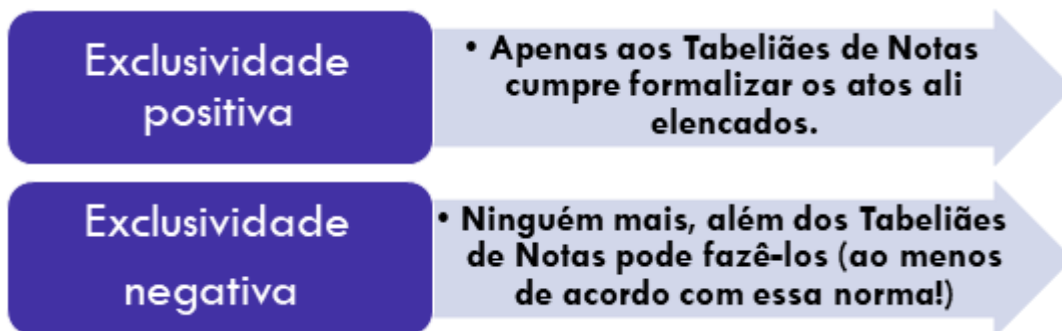 Exclusividade
positiva
• Apenas aos Tabeliães de Notas
cumpre formalizar os atos ali
elencados.
Exclusividade
negativa
• Ninguém mais, além dos Tabeliães
de Notas pode fazê-los (ao menos
de acordo com essa norma!)